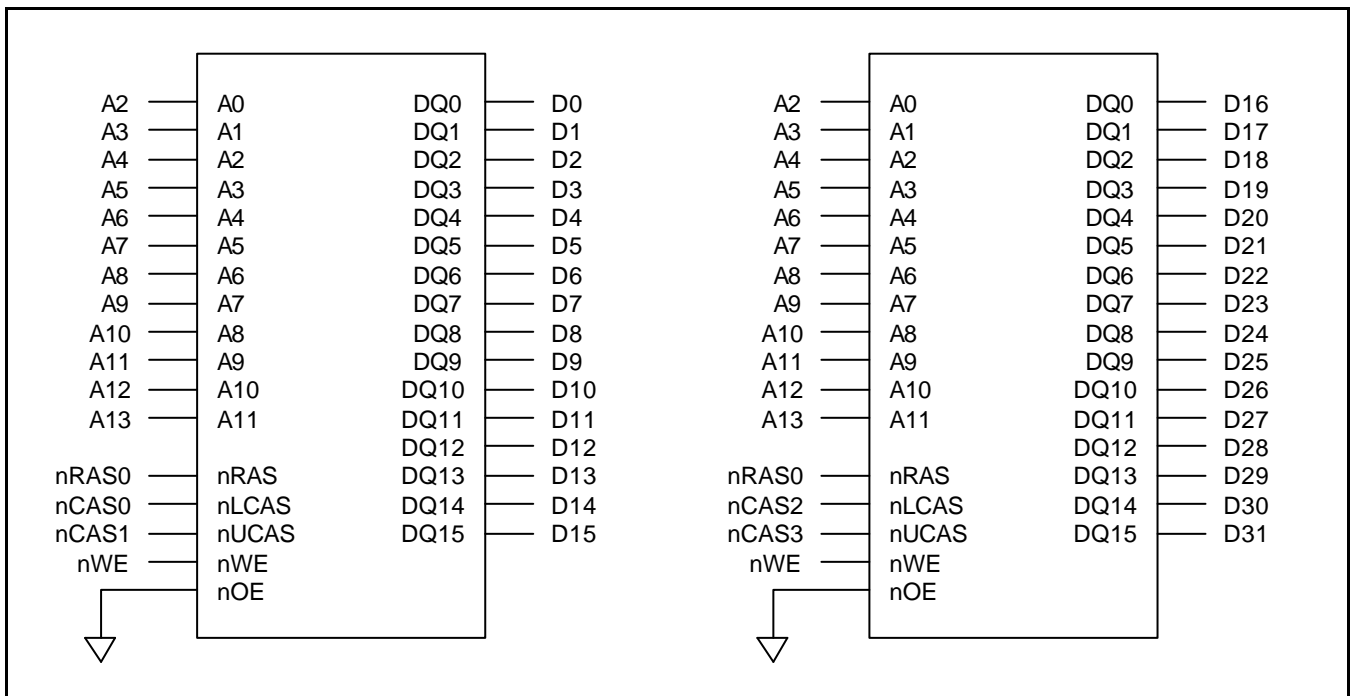 A2 A0 DQ0 D0 A2 A0 DQ0 D16
A3 A1 DQ1 D1 A3 A1 DQ1 D17
A4 A2 DQ2 D2 A4 A2 DQ2 D18
A5 A3 DQ3 D3 A5 A3 DQ3 D19
A6 A4 DQ4 D4 A6 A4 DQ4 D20
A7 A5 DQ5 D5 A7 A5 DQ5 D21
A8 A6 DQ6 D6 A8 A6 DQ6 D22
A9 A7 DQ7 D7 A9 A7 DQ7 D23
A10 A8 DQ8 D8 A10 A8 DQ8 D24
A11 A9 DQ9 D9 A11 A9 DQ9 D25
A12 A10 DQ10 D10 A12 A10 DQ10 D26
A13 A11 DQ11 D11 A13 A11 DQ11 D27
DQ12 D12 DQ12 D28
nRAS0 nRAS DQ13 D13 nRAS0 nRAS DQ13 D29
nCAS0 nLCAS DQ14 D14 nCAS2 nLCAS DQ14 D30
nCAS1 nUCAS DQ15 D15 nCAS3 nUCAS DQ15 D31
nWE nWE nWE nWE
nOE nOE